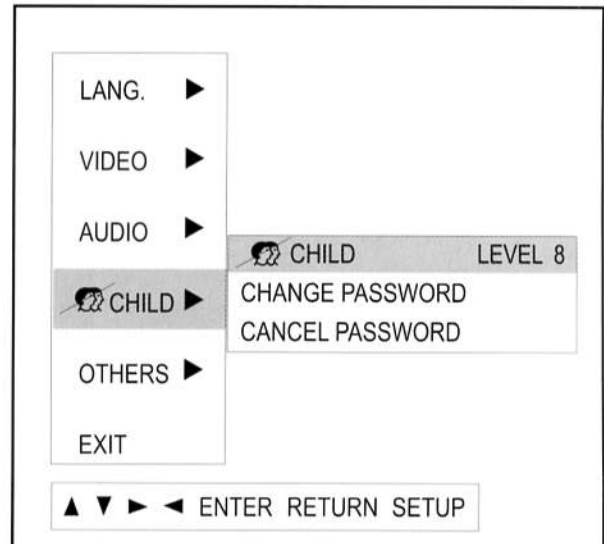 LANG. ▶
VIDEO ▶
AUDIO ▶
CHILD ▶
OTHERS ▶
EXIT
CHILD LEVEL 8
CHANGE PASSWORD
CANCEL PASSWORD
▲ ▼ ► ◄ ENTER RETURN SETUP